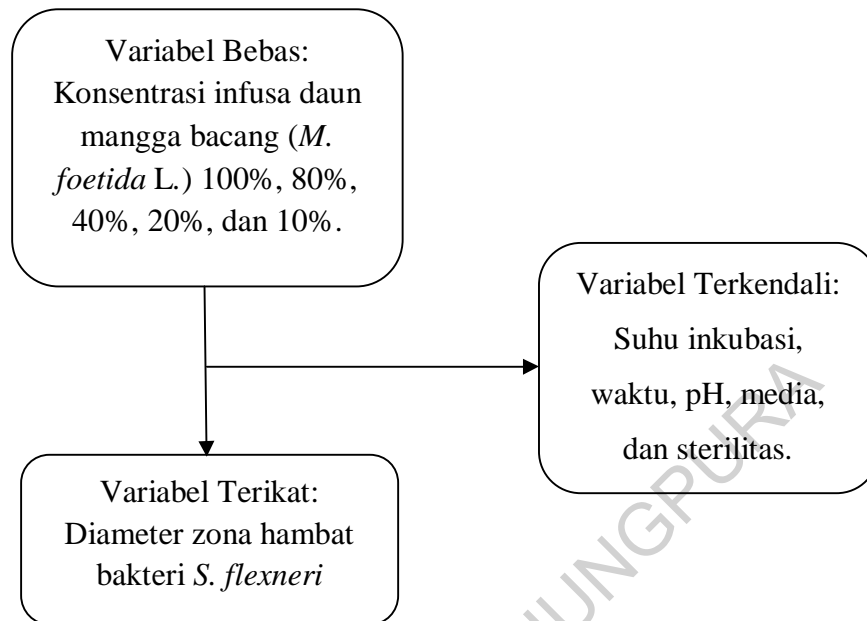 Variabel Bebas:
Konsentrasi infusa daun
mangga bacang (M.
foetida L.) 100%, 80%,
40%, 20%, dan 10%.
Variabel Terkendali:
Suhu inkubasi,
waktu, pH, media,
dan sterilitas.
Variabel Terikat:
Diameter zona hambat
bakteri S. flexneri
JUNGPURA